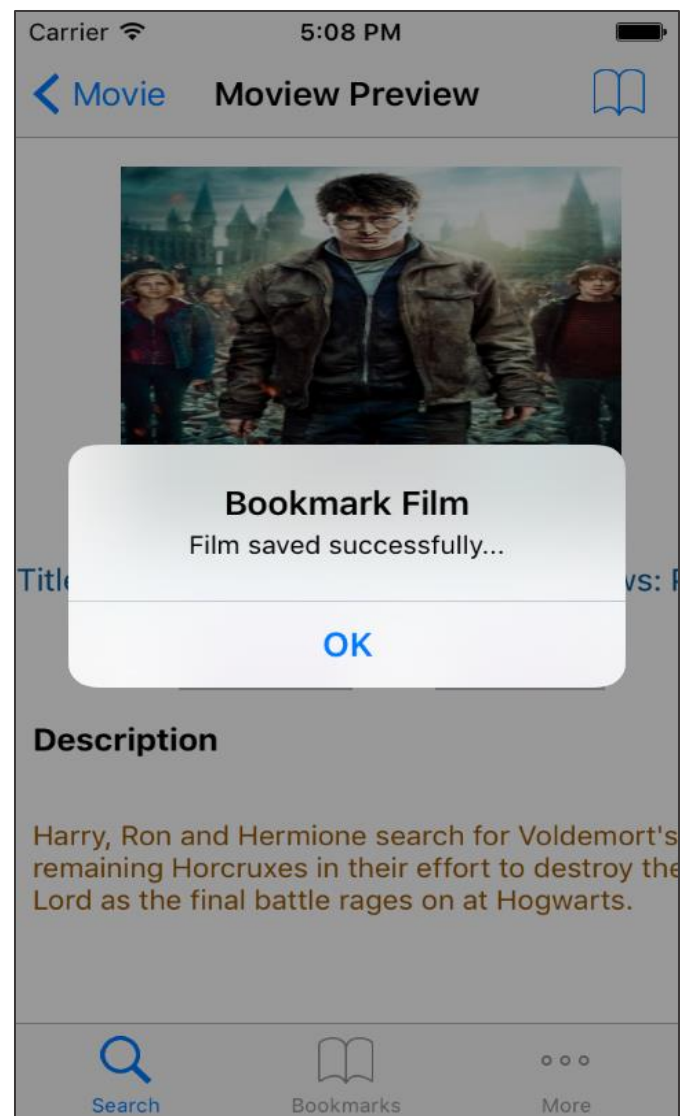 Carrier 5:08 PM
Movie Moview Preview
Bookmark Film
Film saved successfully...
OK
Description
Harry, Ron and Hermione search for Voldemort's
remaining Horcruxes in their effort to destroy the
Lord as the final battle rages on at Hogwarts.
Search Bookmarks More